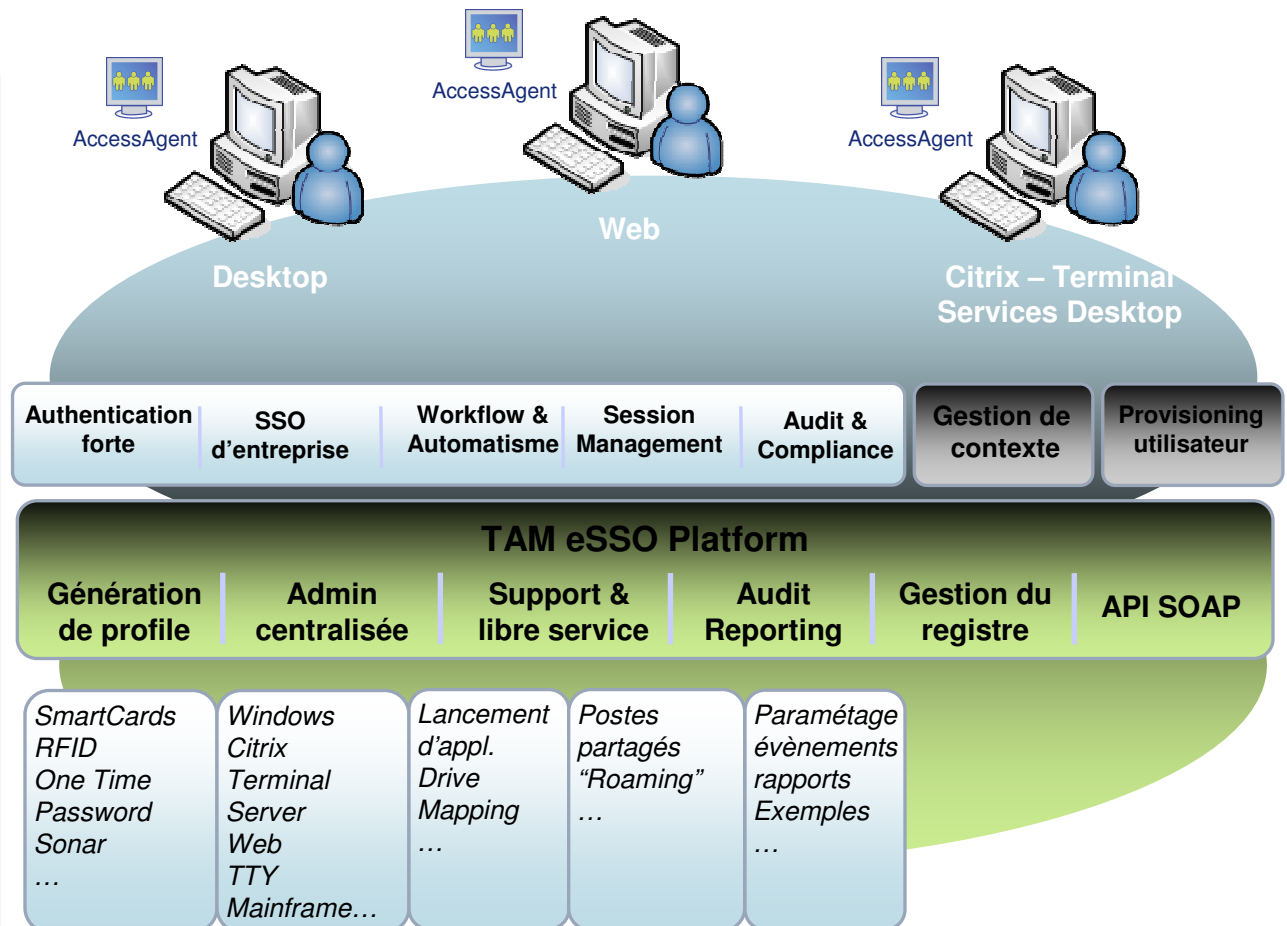 AccessAgent
AccessAgent
AccessAgent
Web
Desktop
Citrix – Terminal
Services Desktop
Authentication
forte
SSO
d’entreprise
Workflow &
Automatisme
Session
Management
Audit &
Compliance
Gestion de
contexte
Provisioning
utilisateur
TAM eSSO Platform
Génération
de profile
Admin
centralisée
Support &
libre service
Audit
Reporting
Gestion du
registre
API SOAP
SmartCards
RFID
One Time
Password
Sonar
…
Windows
Citrix
Terminal
Server
Web
TTY
Mainframe…
Lancement
d’appl.
Drive
Mapping
…
Postes
partagés
“Roaming”
…
Paramétage
évènements
rapports
Exemples
…